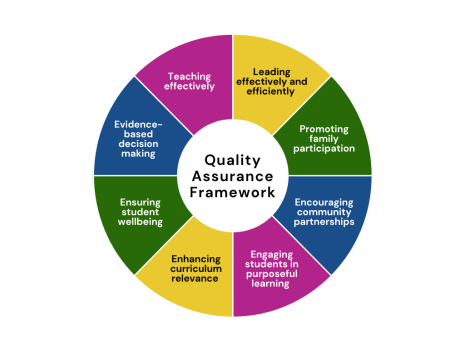 Teaching
effectively
Leading
effectively and
efficiently
Promoting
family
participation
Encouraging
community
partnerships
Engaging
students in
purposeful
learning
Enhancing
curriculum
relevance
Ensuring
student
wellbeing
Evidence-
based
decision
making
Quality
Assurance
Framework